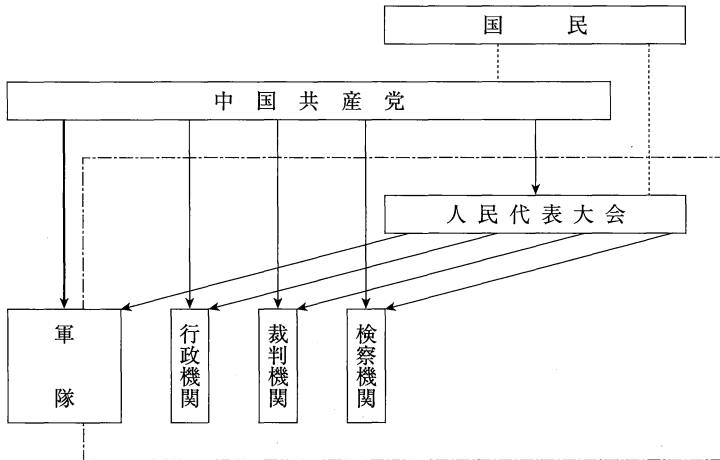 国民
中国共産党
人民代表大会
軍隊
行政機関
裁判機関
検察機関